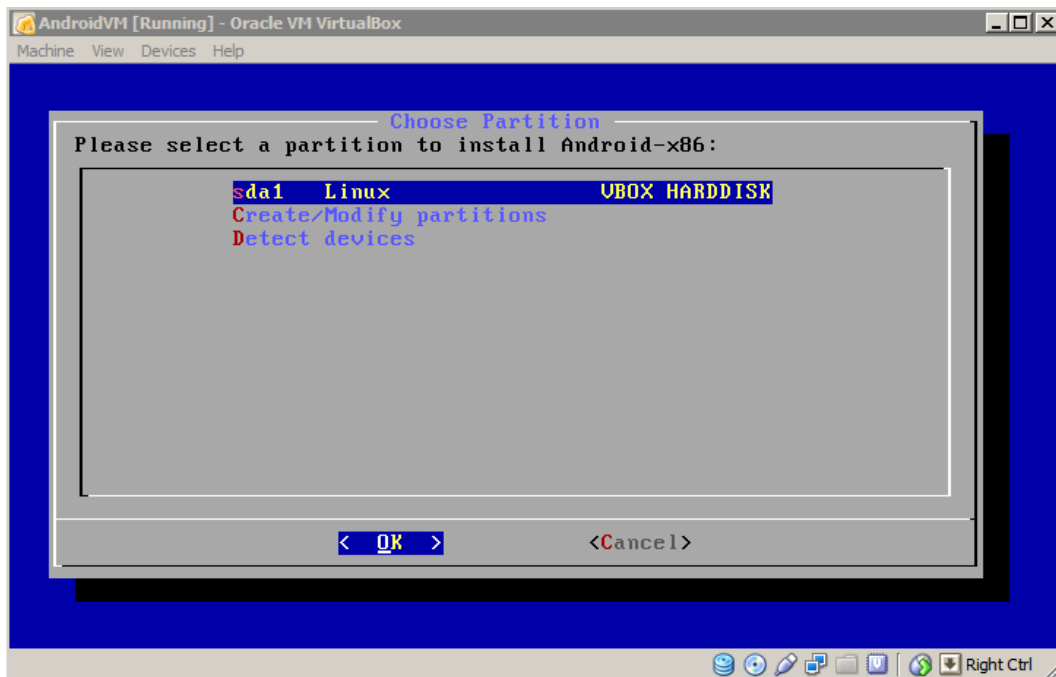 AndroidVM [Running] - Oracle VM VirtualBox
Machine View Devices Help
Choose Partition
Please select a partition to install Android-x86:
sda1 Linux VBOX HARDDISK
Create/Modify partitions
Detect devices
< OK > <Cancel>
Right Ctrl